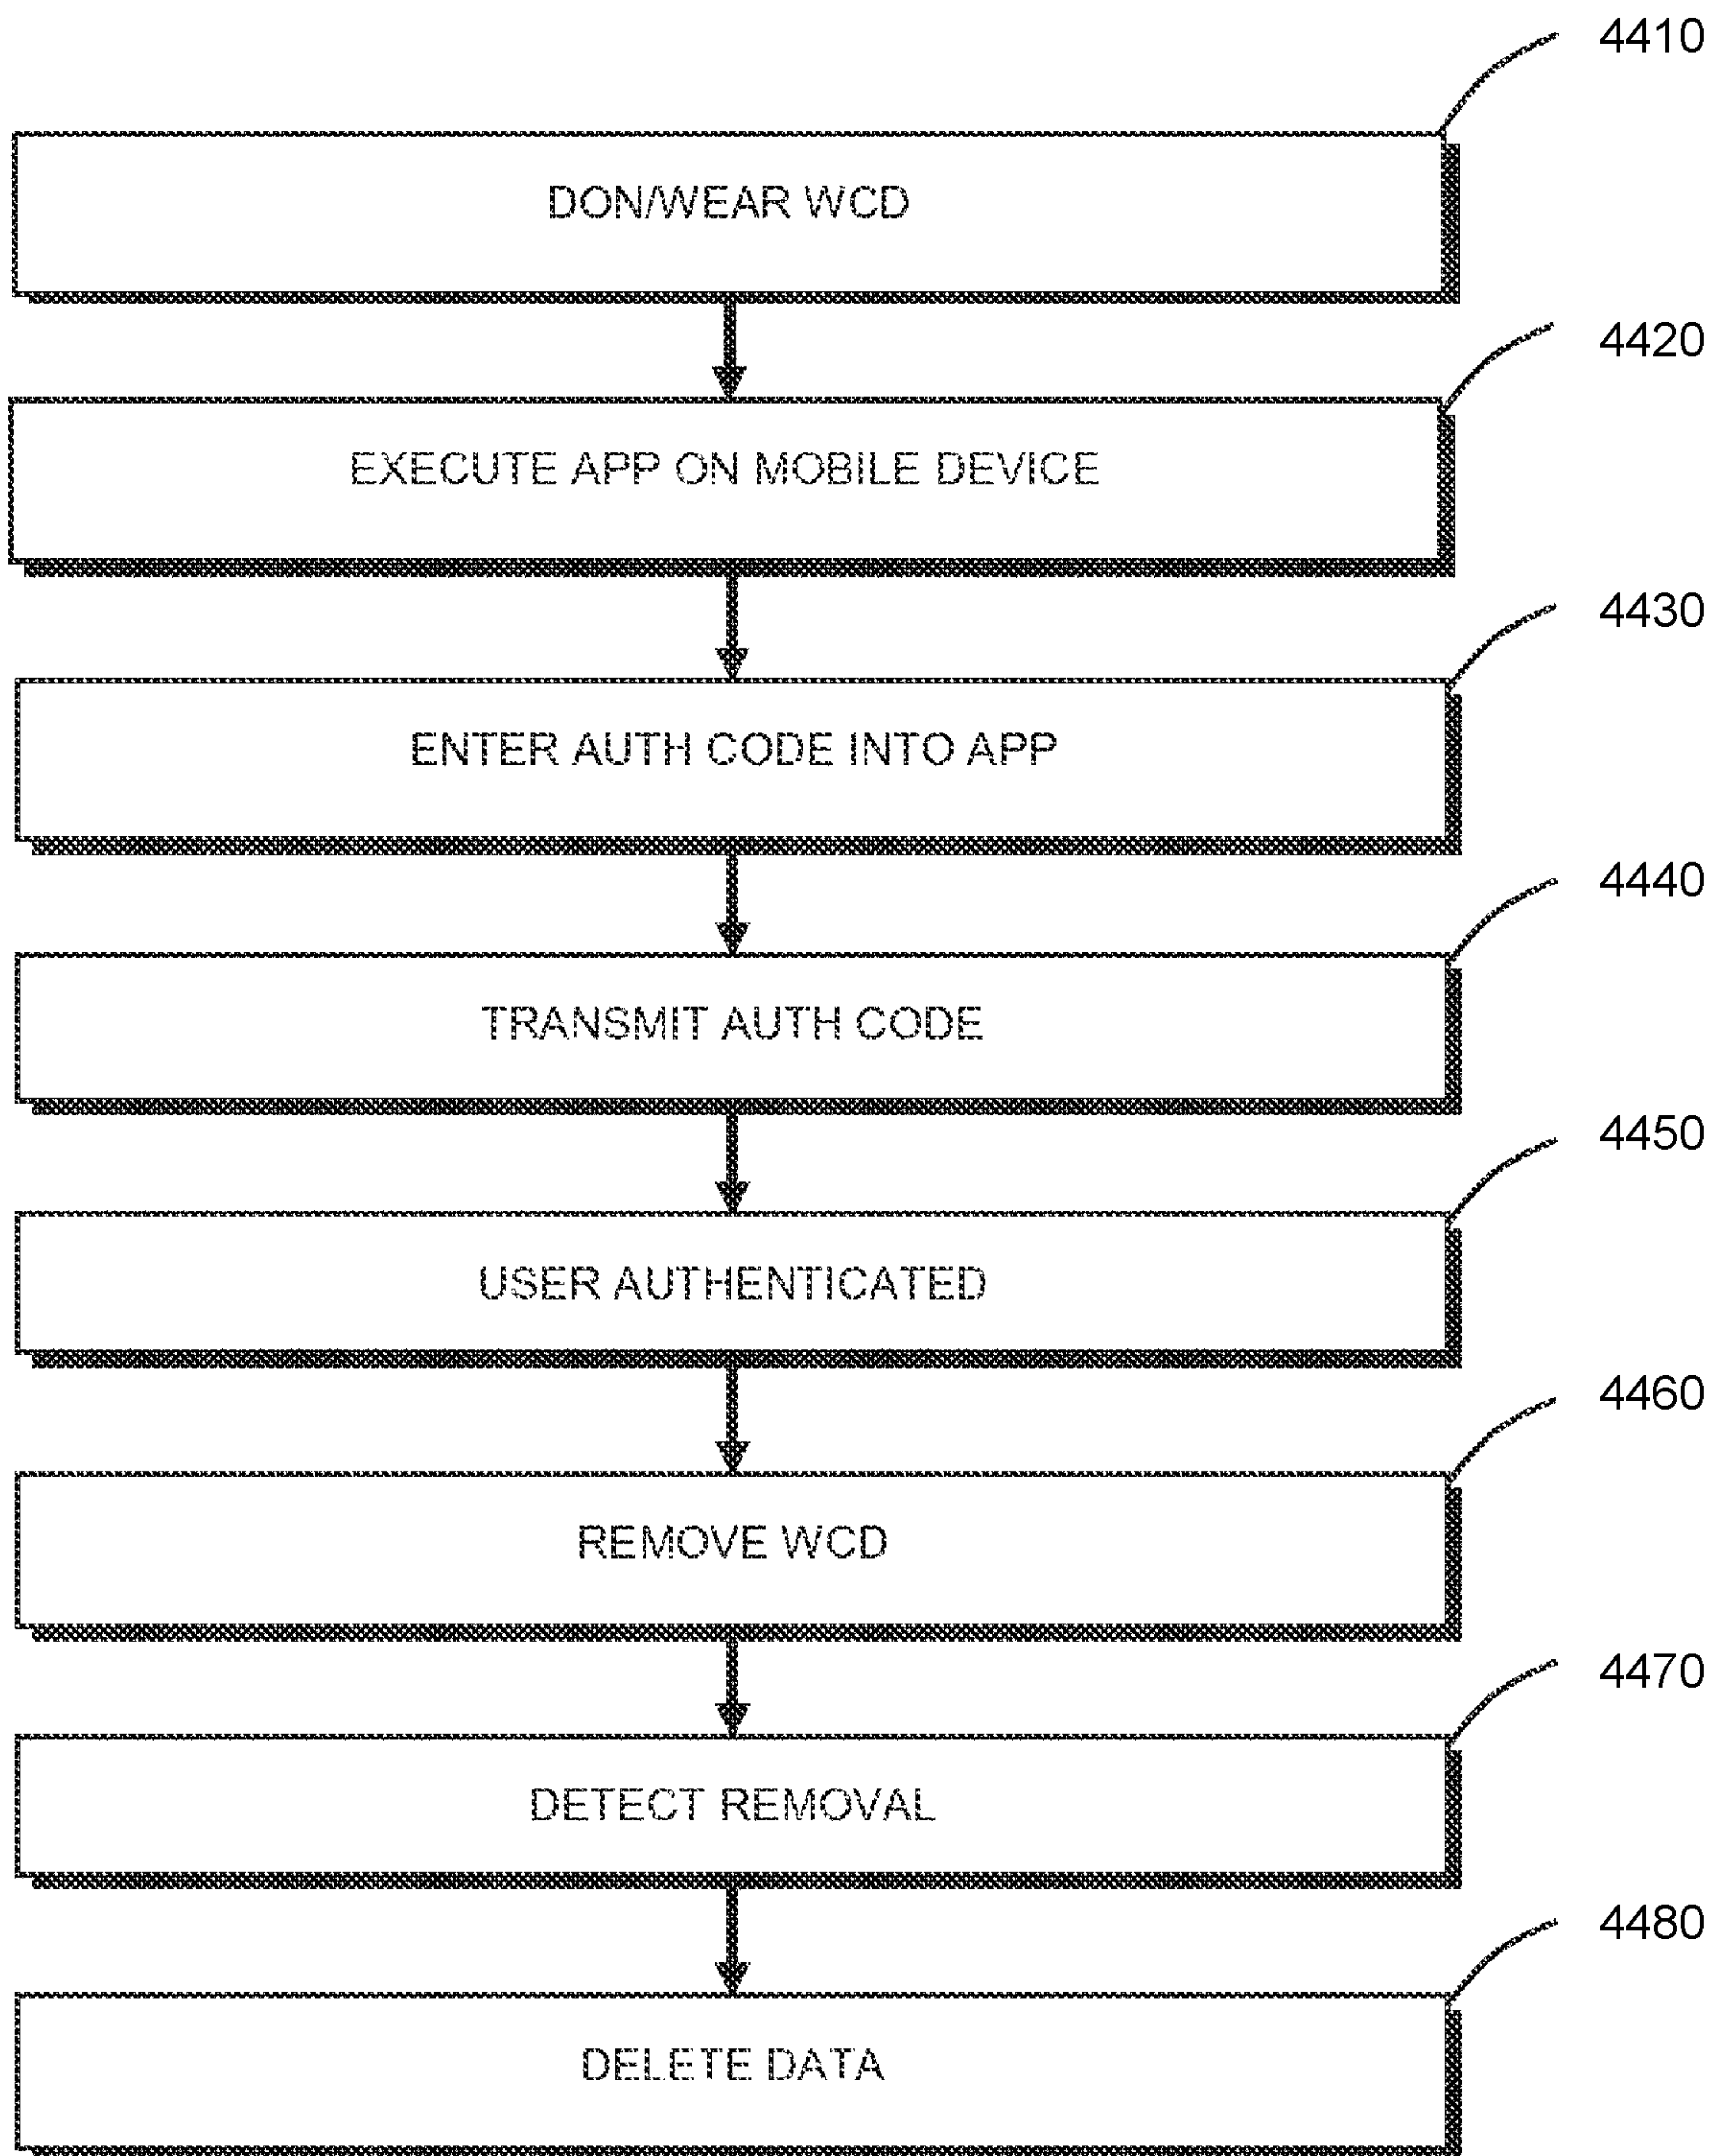 4410
DON/WEAR WCD
4420
EXECUTE APP ON MOBILE DEVICE
4430
ENTER AUTH CODE INTO APP
4440
TRANSMIT AUTH CODE
4450
USER AUTHENTICATED
4460
REMOVE WCD
4470
DETECT REMOVAL
4480
DELETE DATA